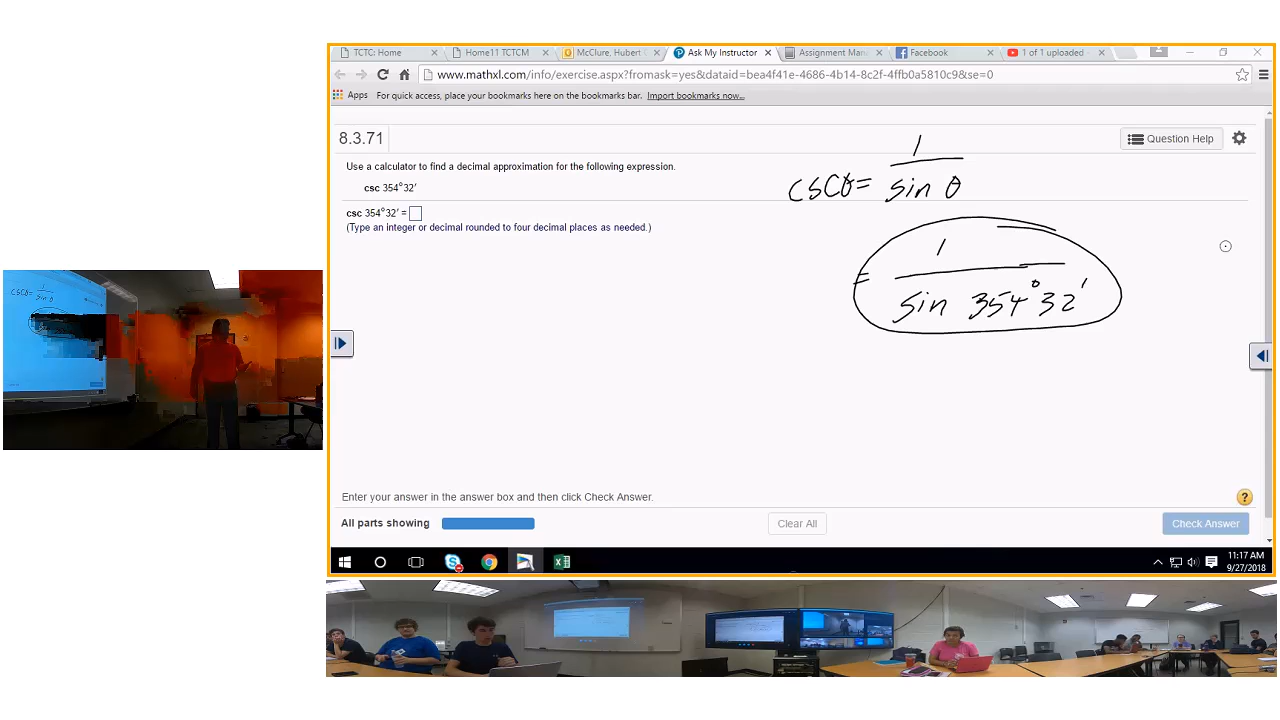 TCTC: Home
Home11 TCTCM
McClure, Hubert C
Ask My Instructor
Assignment Man
Facebook
1 of 1 uploaded -
www.mathxl.com/info/exercise.aspx?fromask=yes&dataid=bea4f41e-4686-4b14-8c2f-4ffb0a5810c9&se=0
Apps
For quick access, place your bookmarks here on the bookmarks bar. Import bookmarks now...
8.3.71
Question Help
Use a calculator to find a decimal approximation for the following expression.
csc 354°32'
csc 354°32' =
(Type an integer or decimal rounded to four decimal places as needed.)
1
cscθ= sin θ
1
=
sin 354°32'
Enter your answer in the answer box and then click Check Answer.
?
All parts showing
Clear All
Check Answer
11:17 AM
9/27/2018
cscθ= 1
sin θ